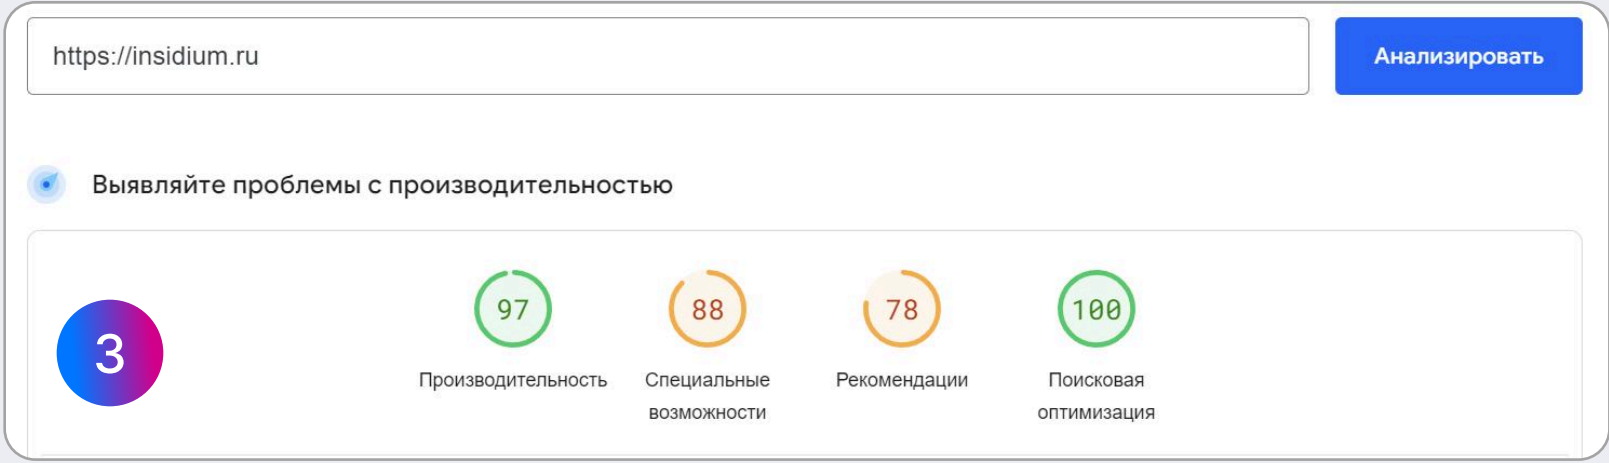 https://insidium.ru
Анализировать
Выявляйте проблемы с производительностью
3
97
88
78
100
Производительность
Специальные
возможности
Рекомендации
Поисковая
оптимизация